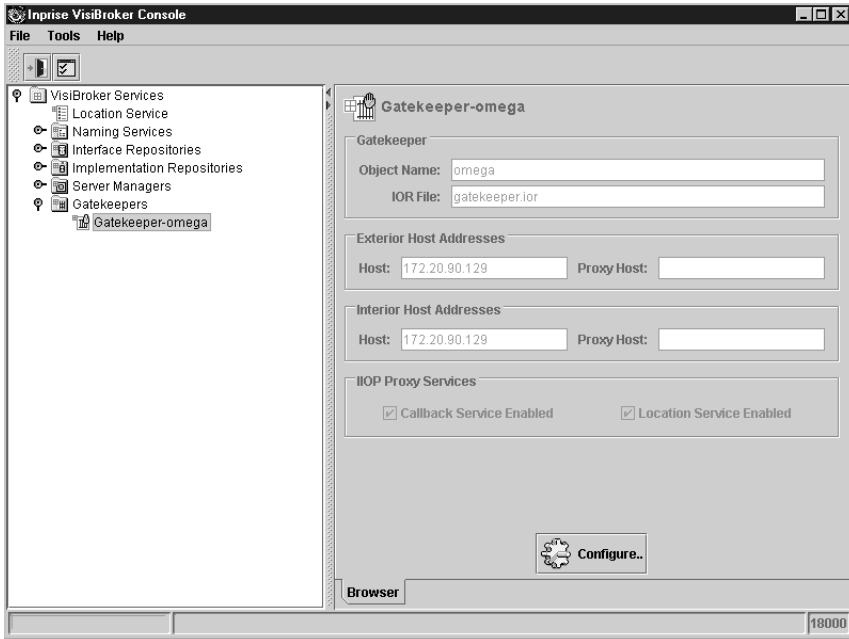 Inprise VisiBroker Console
File Tools Help
VisiBroker Services
Location Service
Naming Services
Interface Repositories
Implementation Repositories
Server Managers
Gatekeepers
Gatekeeper-omega
Gatekeeper-omega
Gatekeeper
Object Name: omega
IOR File: gatekeeper.ior
Exterior Host Addresses
Host: 172.20.90.129 Proxy Host:
Interior Host Addresses
Host: 172.20.90.129 Proxy Host:
IIOP Proxy Services
Callback Service Enabled Location Service Enabled
Configure..
Browser
18000